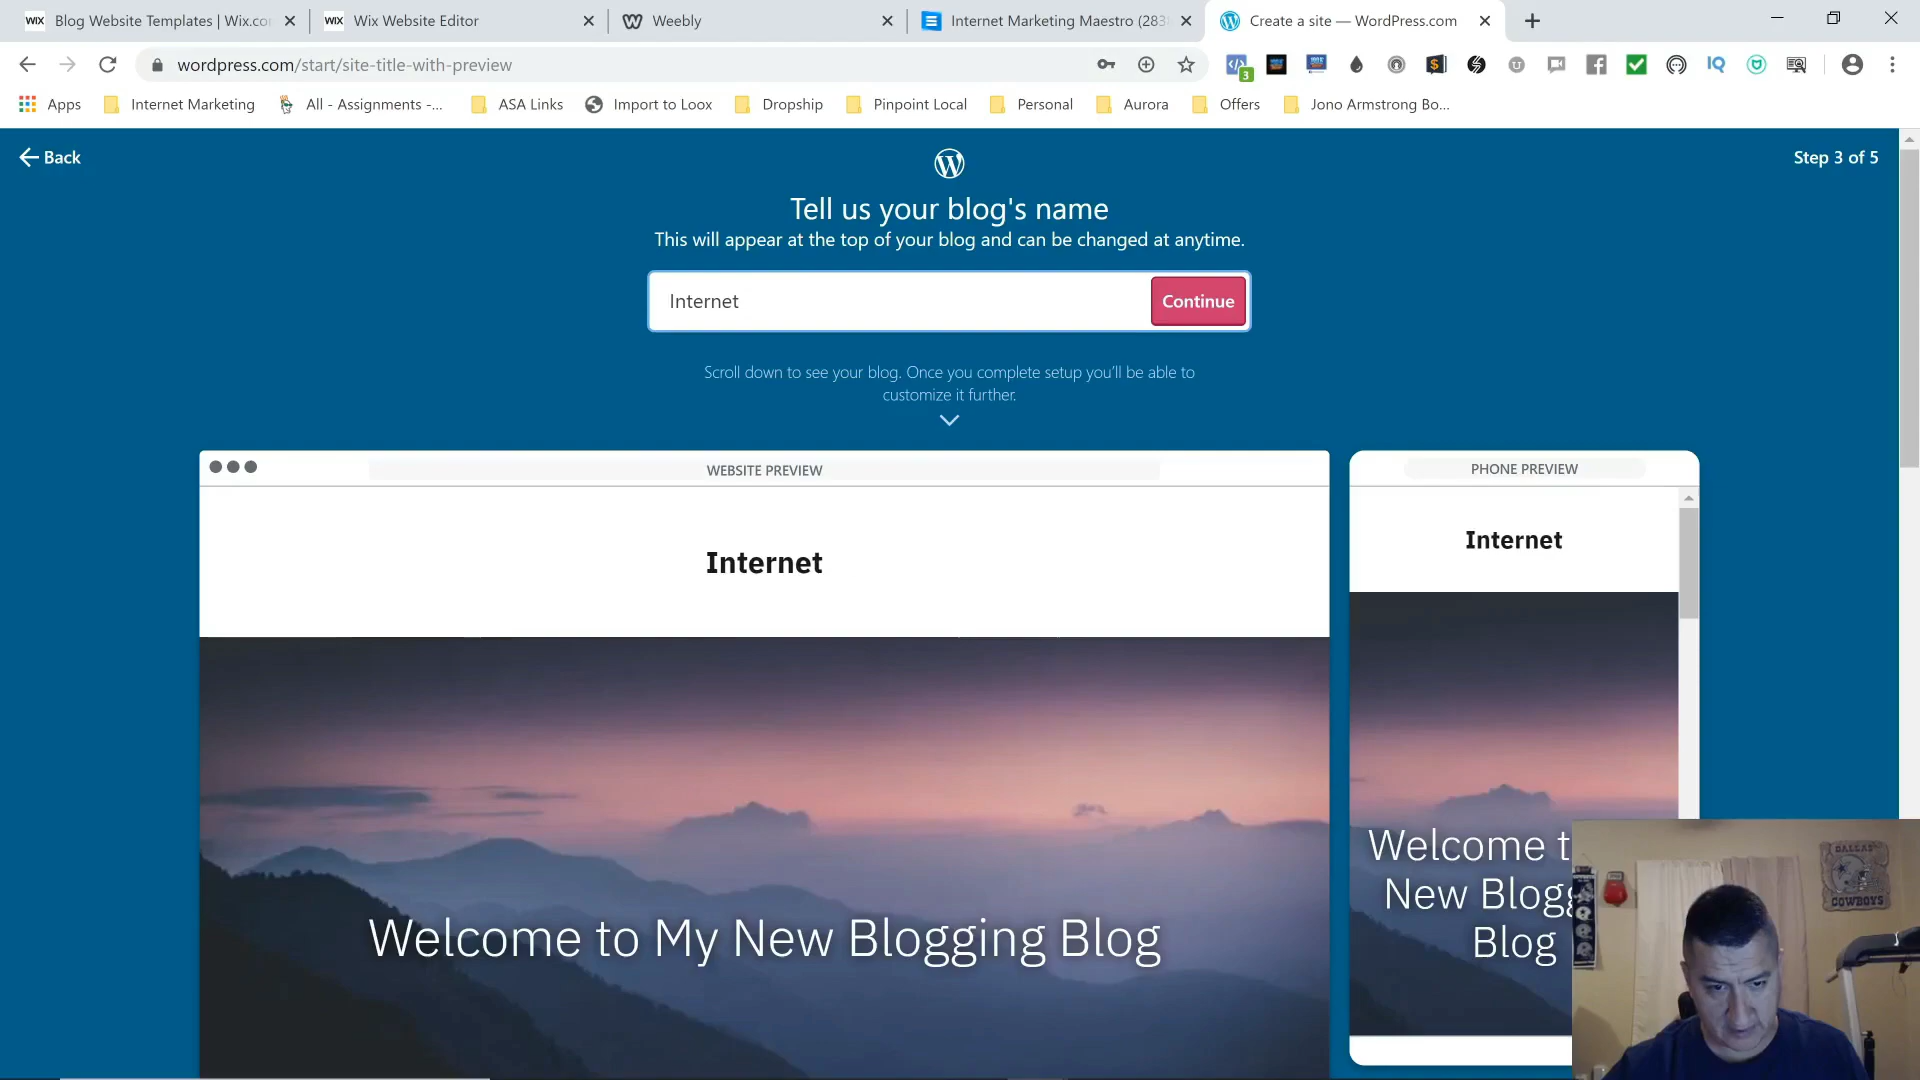 WIX Blog Website Templates | Wix.co
WIX Wix Website Editor
Weebly
Internet Marketing Maestro (283
Create a site — WordPress.com
wordpress.com/start/site-title-with-preview
3
IQ
Apps
Internet Marketing
All - Assignments -...
ASA Links
Import to Loox
Dropship
Pinpoint Local
Personal
Aurora
Offers
Jono Armstrong Bo...
Back
Step 3 of 5
Tell us your blog's name
This will appear at the top of your blog and can be changed at anytime.
Internet
Continue
Scroll down to see your blog. Once you complete setup you'll be able to
customize it further.
WEBSITE PREVIEW
Internet
Welcome to My New Blogging Blog
PHONE PREVIEW
Internet
Welcome t
New Blogg
Blog
DALLAS
COWBOYS